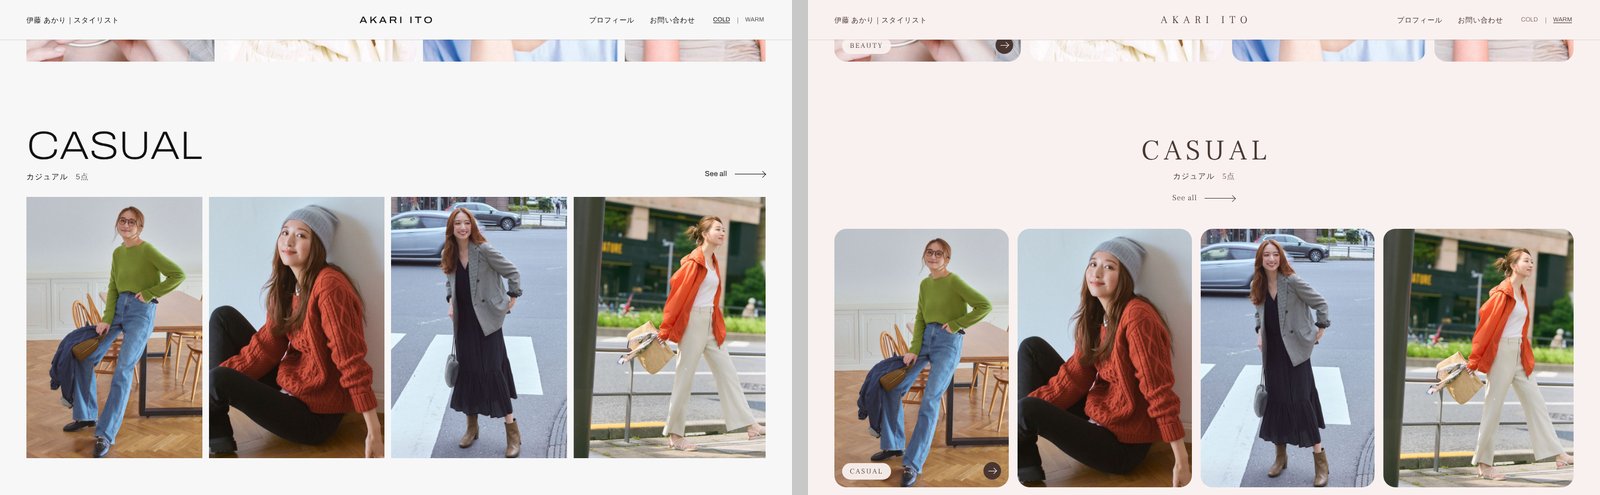 伊藤 あかり｜スタイリスト
AKARI ITO
プロフィール
お問い合わせ
COLD | WARM
CASUAL
カジュアル 5点
See all
伊藤 あかり｜スタイリスト
AKARI ITO
プロフィール
お問い合わせ
COLD | WARM
BEAUTY
CASUAL
カジュアル 5点
See all
CASUAL